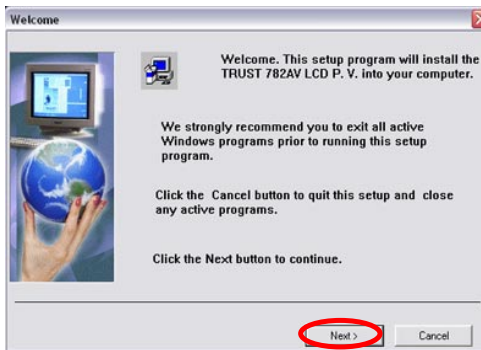 Welcome
Welcome. This setup program will install the
TRUST 782AV LCD P. V. into your computer.
We strongly recommend you to exit all active
Windows programs prior to running this setup
program.
Click the Cancel button to quit this setup and close
any active programs.
Click the Next button to continue.
Next >
Cancel